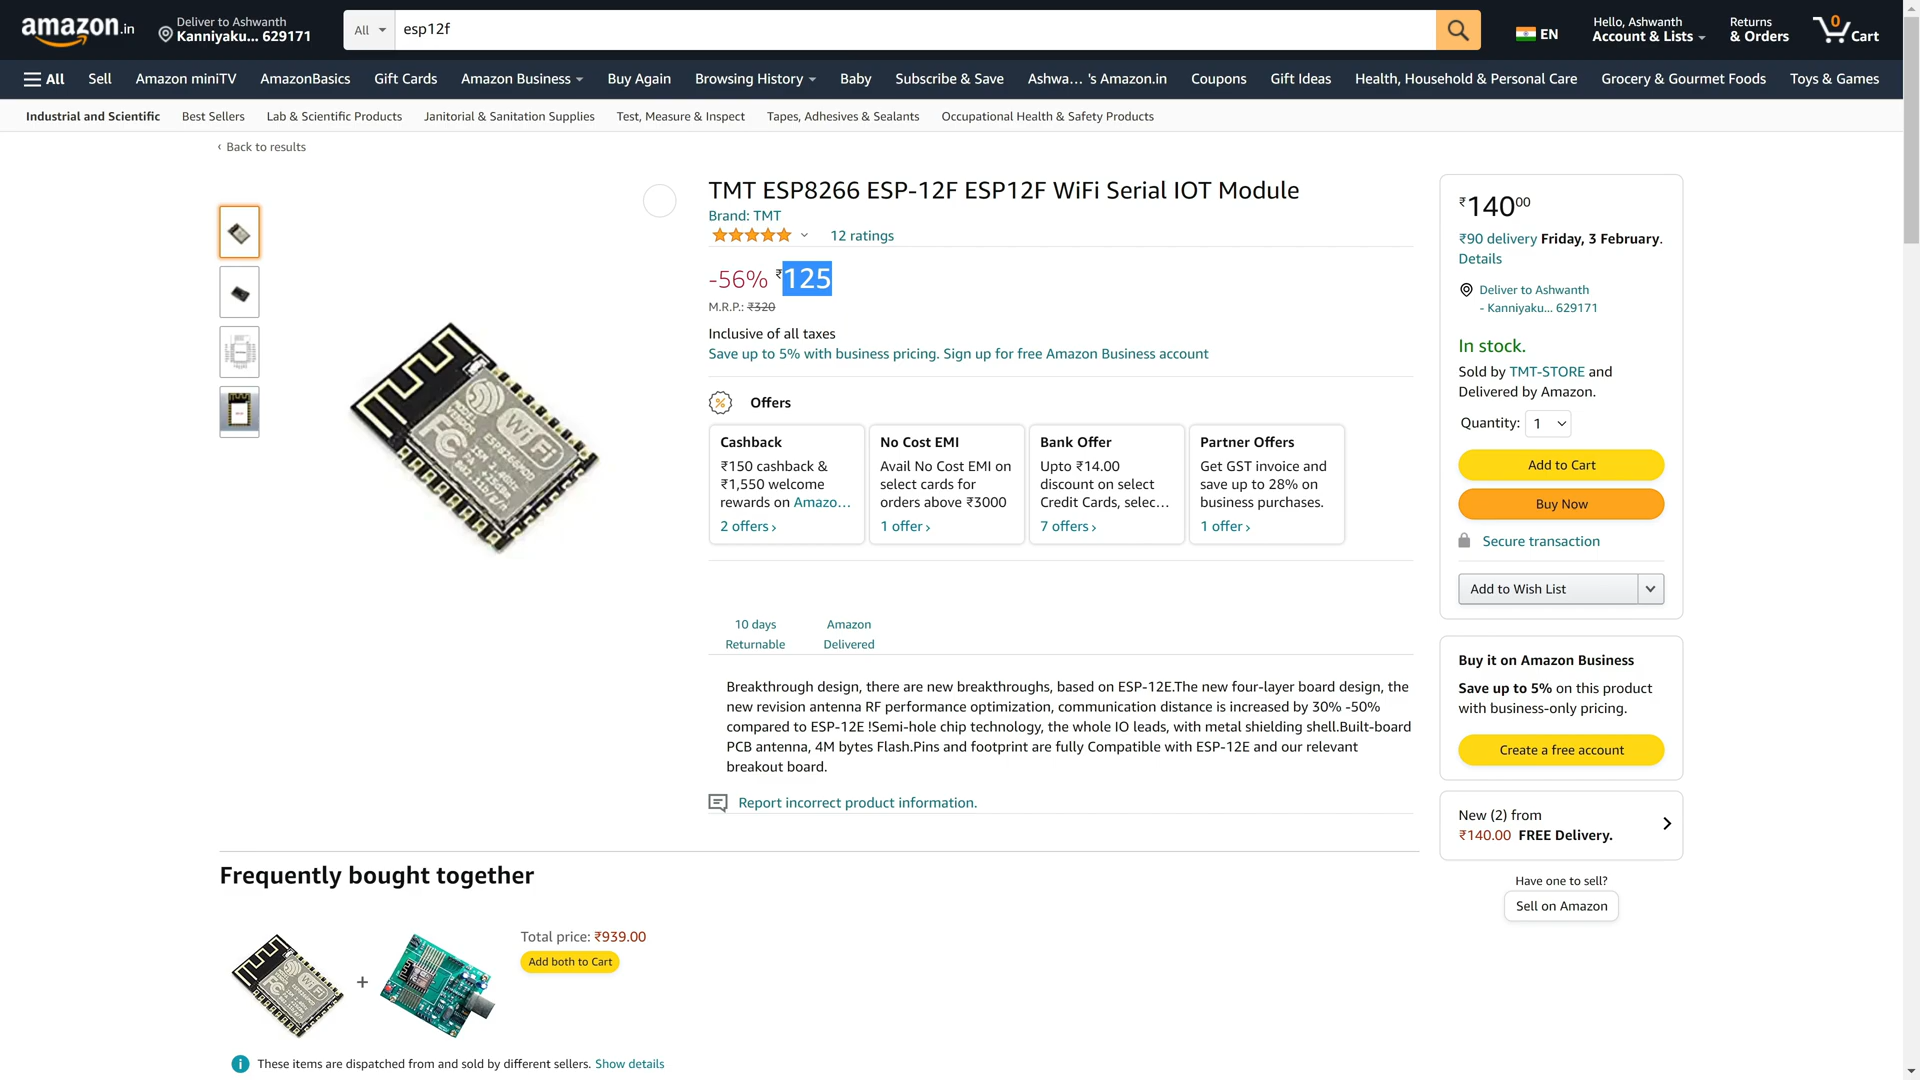 amazon.in
Deliver to Ashwanth
Kanniyaku... 629171
All
esp12f
EN
Hello, Ashwanth
Account & Lists
Returns
& Orders
0
Cart
All
Sell
Amazon miniTV
AmazonBasics
Gift Cards
Amazon Business
Buy Again
Browsing History
Baby
Subscribe & Save
Ashwa... 's Amazon.in
Coupons
Gift Ideas
Health, Household & Personal Care
Grocery & Gourmet Foods
Toys & Games
Industrial and Scientific
Best Sellers
Lab & Scientific Products
Janitorial & Sanitation Supplies
Test, Measure & Inspect
Tapes, Adhesives & Sealants
Occupational Health & Safety Products
‹ Back to results
WiFi
ESP8266MOD
FC
TMT ESP8266 ESP-12F ESP12F WiFi Serial IOT Module
Brand: TMT
12 ratings
-56% ₹125
M.R.P.: ₹320
Inclusive of all taxes
Save up to 5% with business pricing. Sign up for free Amazon Business account
% Offers
Cashback
₹150 cashback &
₹1,550 welcome
rewards on Amazo...
2 offers ›
No Cost EMI
Avail No Cost EMI on
select cards for
orders above ₹3000
1 offer ›
Bank Offer
Upto ₹14.00
discount on select
Credit Cards, selec...
7 offers ›
Partner Offers
Get GST invoice and
save up to 28% on
business purchases.
1 offer ›
10 days
Returnable
Amazon
Delivered
Breakthrough design, there are new breakthroughs, based on ESP-12E.The new four-layer board design, the
new revision antenna RF performance optimization, communication distance is increased by 30% -50%
compared to ESP-12E !Semi-hole chip technology, the whole IO leads, with metal shielding shell.Built-board
PCB antenna, 4M bytes Flash.Pins and footprint are fully Compatible with ESP-12E and our relevant
breakout board.
Report incorrect product information.
₹14000
₹90 delivery Friday, 3 February.
Details
Deliver to Ashwanth
- Kanniyaku... 629171
In stock.
Sold by TMT-STORE and
Delivered by Amazon.
Quantity: 1
Add to Cart
Buy Now
Secure transaction
Add to Wish List
Buy it on Amazon Business
Save up to 5% on this product
with business-only pricing.
Create a free account
New (2) from
₹140.00 FREE Delivery.
Have one to sell?
Sell on Amazon
Frequently bought together
+
Total price: ₹939.00
Add both to Cart
These items are dispatched from and sold by different sellers. Show details